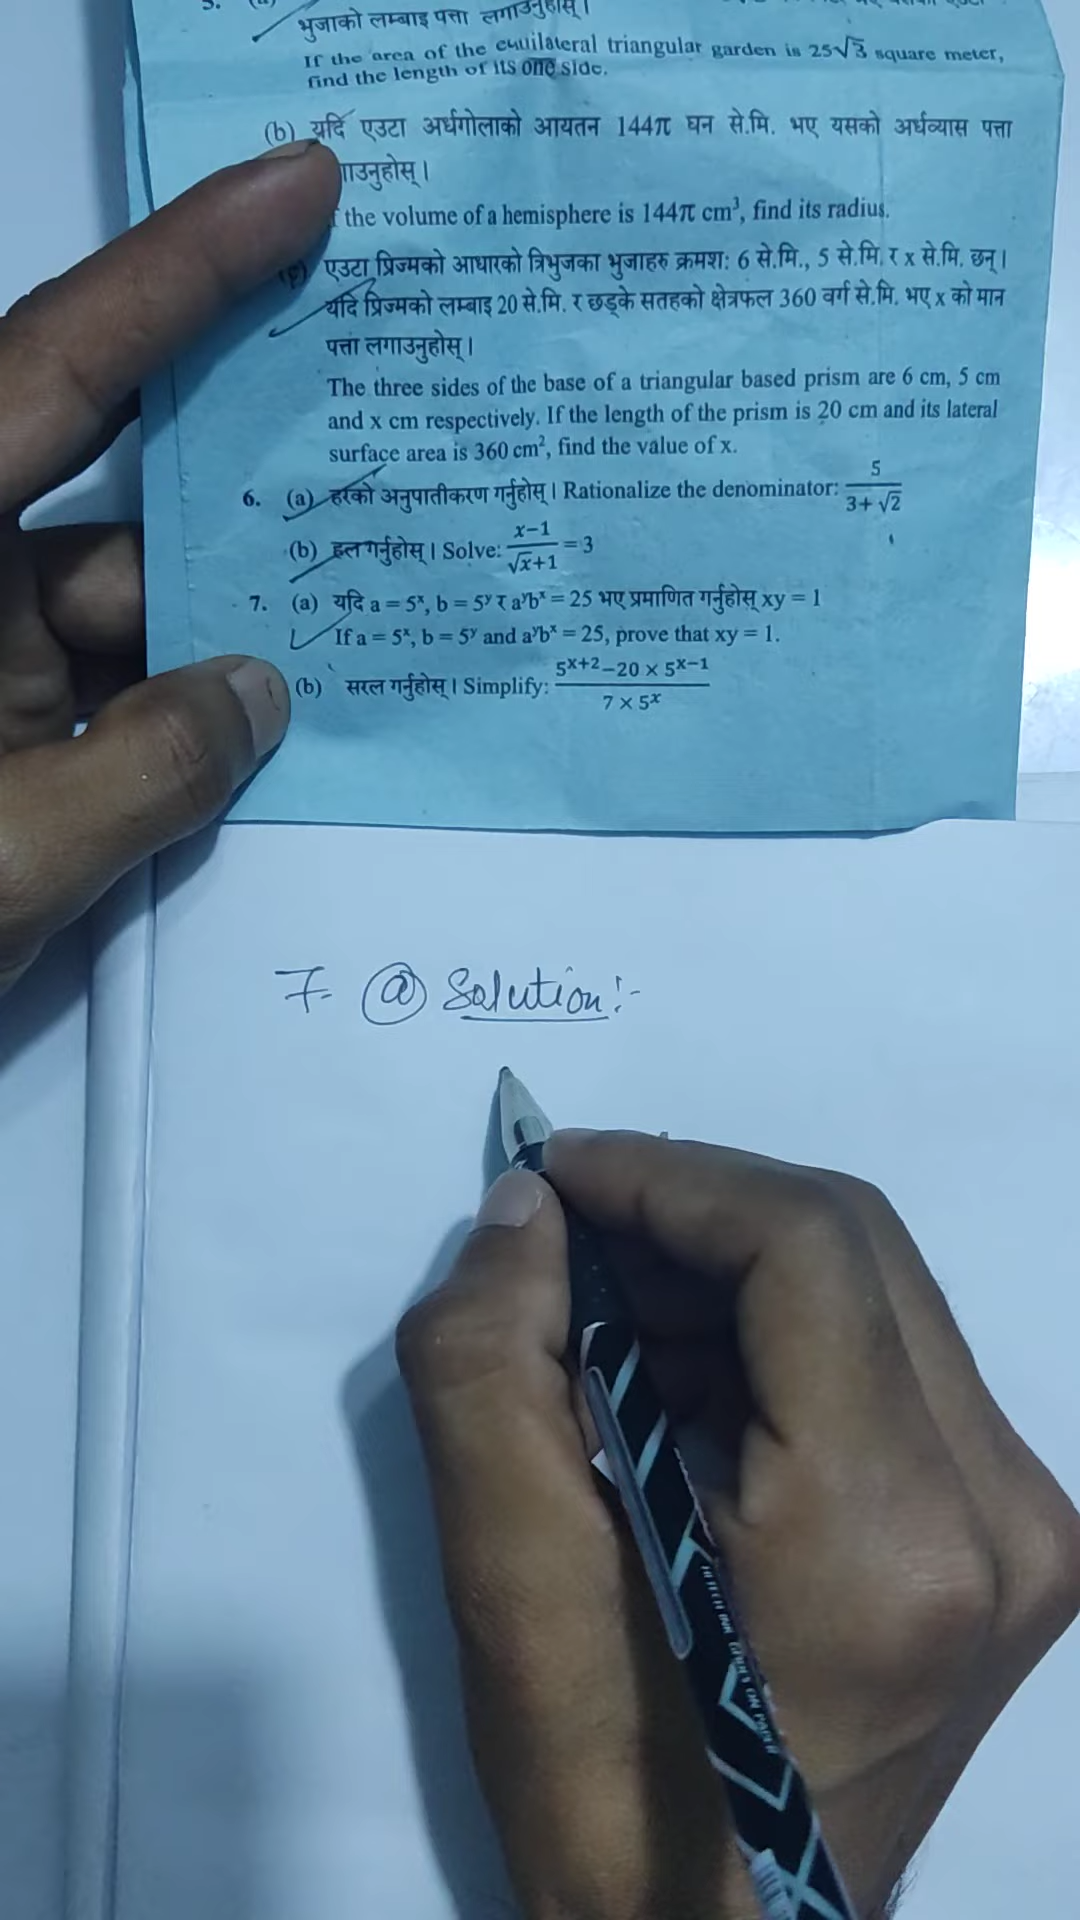 5. (a)
भुजाको लम्बाइ पत्ता लगाउनुहोस्।
If the area of the equilateral triangular garden is 25√3 square meter,
find the length of its one side.
(b) यदि एउटा अर्धगोलाको आयतन 144π घन से.मि. भए यसको अर्धव्यास पत्ता
गाउनुहोस्।
the volume of a hemisphere is 144π cm³, find its radius.
एउटा प्रिज्मको आधारको त्रिभुजका भुजाहरु क्रमश: 6 से.मि., 5 से.मि. र x से.मि. छन्।
यदि प्रिज्मको लम्बाइ 20 से.मि. र छड्के सतहको क्षेत्रफल 360 वर्ग से.मि. भए x को मान
पत्ता लगाउनुहोस्।
The three sides of the base of a triangular based prism are 6 cm, 5 cm
and x cm respectively. If the length of the prism is 20 cm and its lateral
surface area is 360 cm², find the value of x.
6. (a) हरको अनुपातीकरण गर्नुहोस्। Rationalize the denominator: 5/(3+√2)
(b) हल गर्नुहोस्। Solve: (x−1)/(√x+1) = 3
7. (a) यदि a = 5ˣ, b = 5ʸ र aʸbˣ = 25 भए प्रमाणित गर्नुहोस् xy = 1
If a = 5ˣ, b = 5ʸ and aʸbˣ = 25, prove that xy = 1.
(b) सरल गर्नुहोस्। Simplify: (5ˣ⁺²−20 × 5ˣ⁻¹)/(7 × 5ˣ)
7. (a) Solution:-